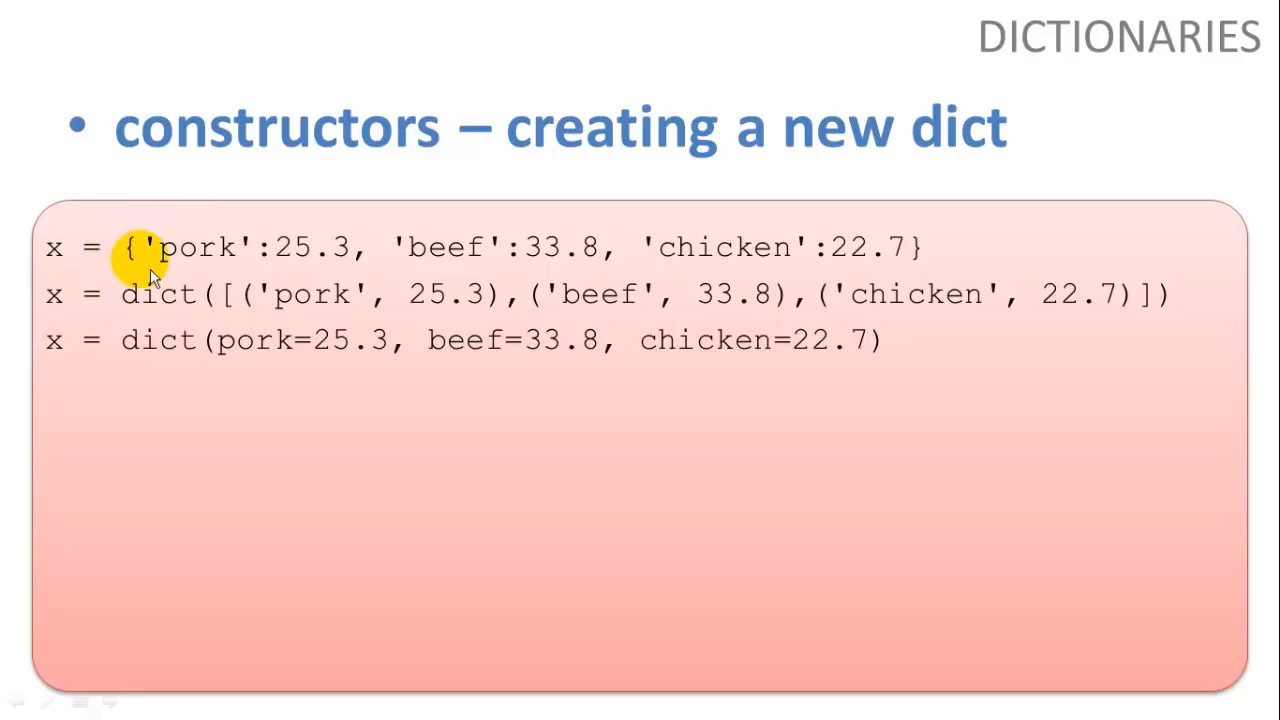 DICTIONARIES
• constructors – creating a new dict
x = {'pork':25.3, 'beef':33.8, 'chicken':22.7}
x = dict([('pork', 25.3),('beef', 33.8),('chicken', 22.7)])
x = dict(pork=25.3, beef=33.8, chicken=22.7)